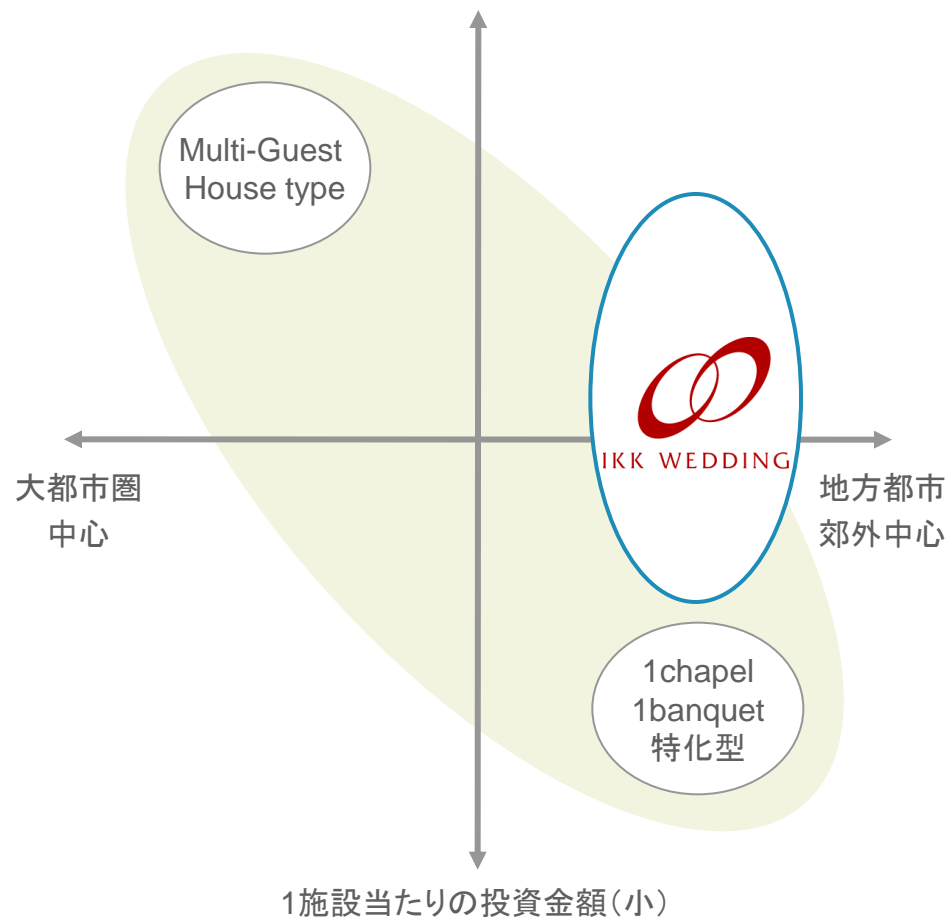 Multi-Guest
House type
IKK WEDDING
大都市圏
中心
地方都市
郊外中心
1chapel
1banquet
特化型
1施設当たりの投資金額（小）